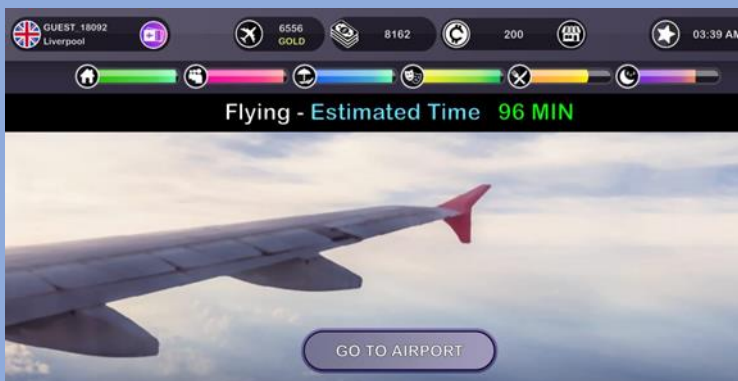 GUEST_18092
Liverpool
6556
GOLD
8162
200
03:39 AM
Flying - Estimated Time 96 MIN
GO TO AIRPORT